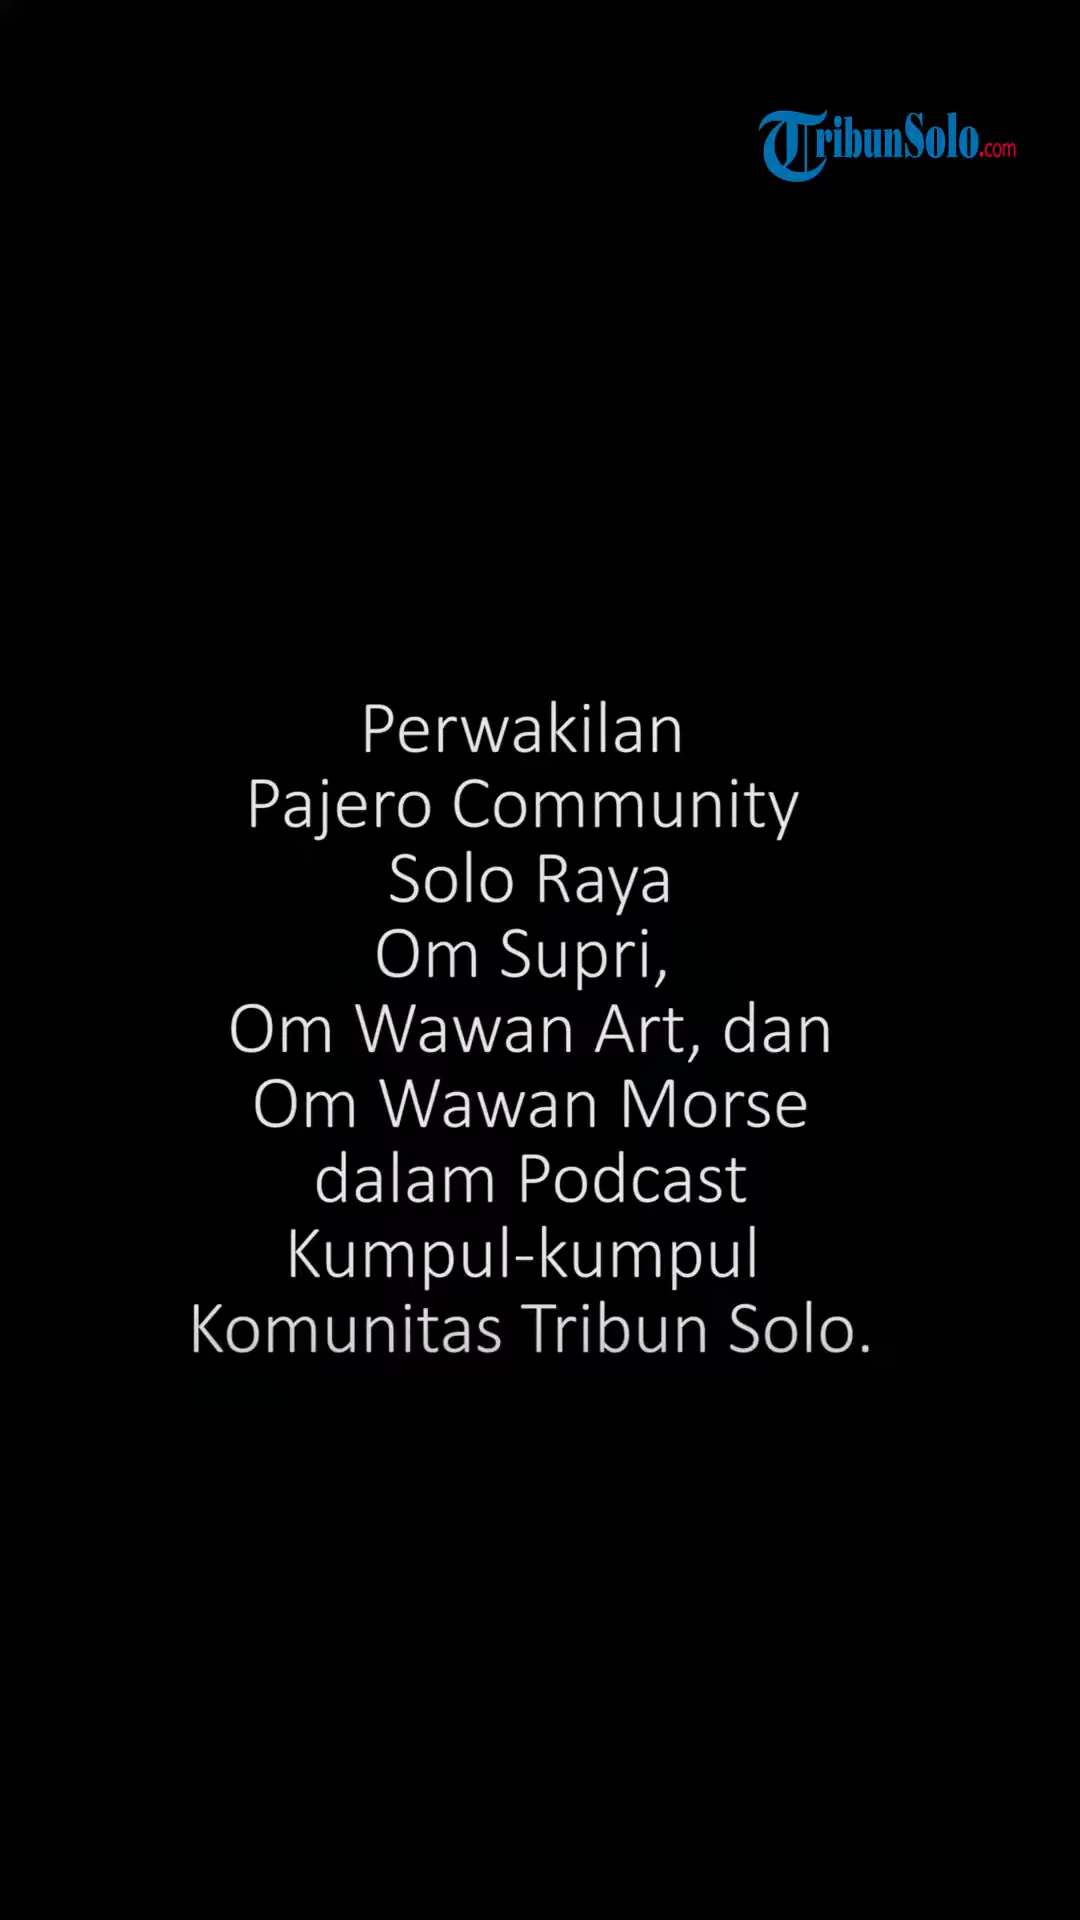 TribunSolo.com
Perwakilan
Pajero Community
Solo Raya
Om Supri,
Om Wawan Art, dan
Om Wawan Morse
dalam Podcast
Kumpul-kumpul
Komunitas Tribun Solo.